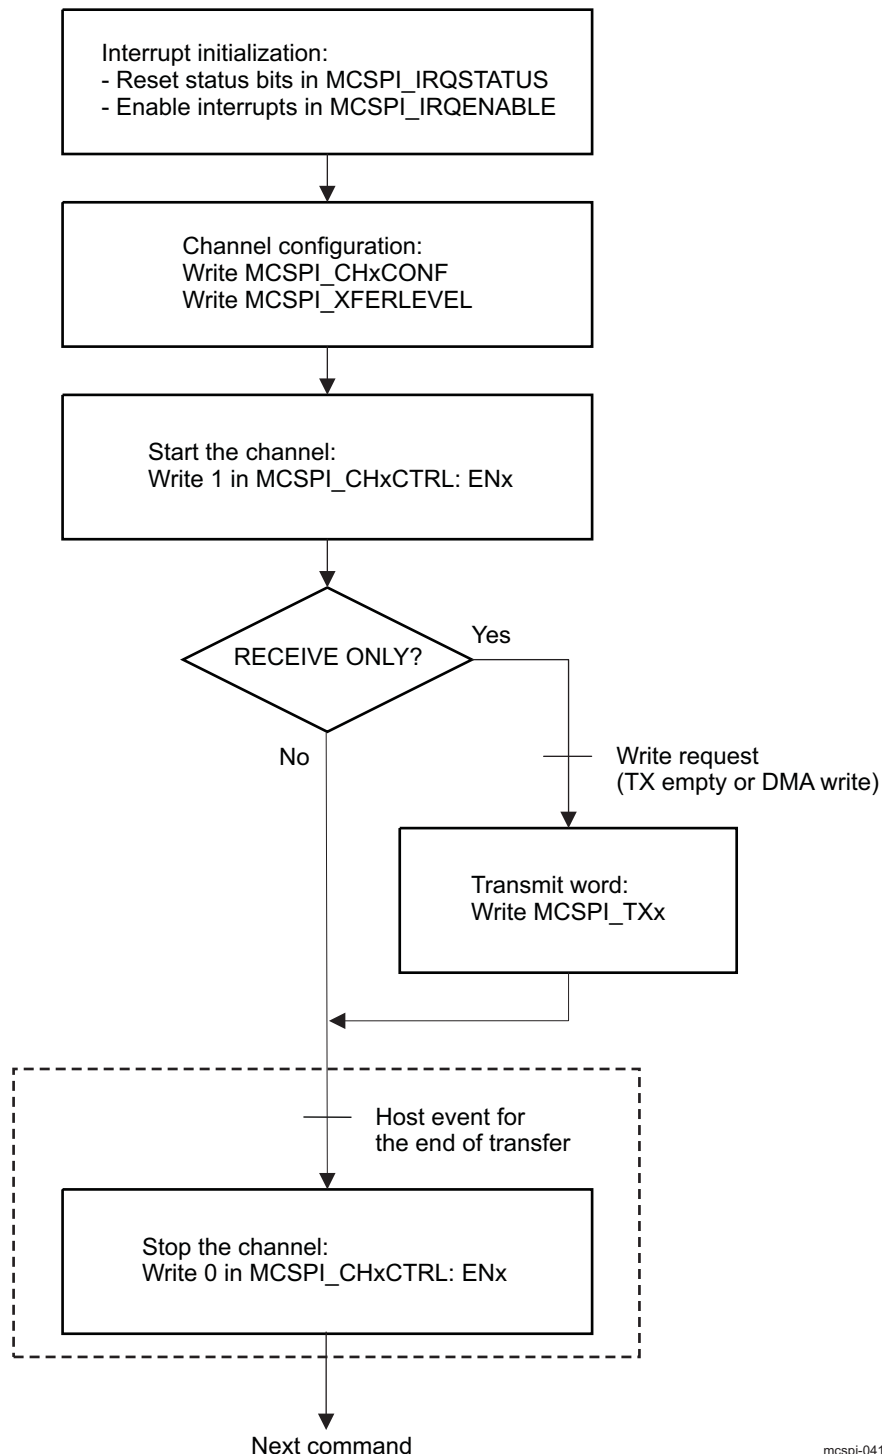 Interrupt initialization:
- Reset status bits in MCSPI_IRQSTATUS
- Enable interrupts in MCSPI_IRQENABLE
Channel configuration:
Write MCSPI_CHxCONF
Write MCSPI_XFERLEVEL
Start the channel:
Write 1 in MCSPI_CHxCTRL: ENx
RECEIVE ONLY?
Yes
No
Write request
(TX empty or DMA write)
Transmit word:
Write MCSPI_TXx
Host event for
the end of transfer
Stop the channel:
Write 0 in MCSPI_CHxCTRL: ENx
Next command
mcspi-041